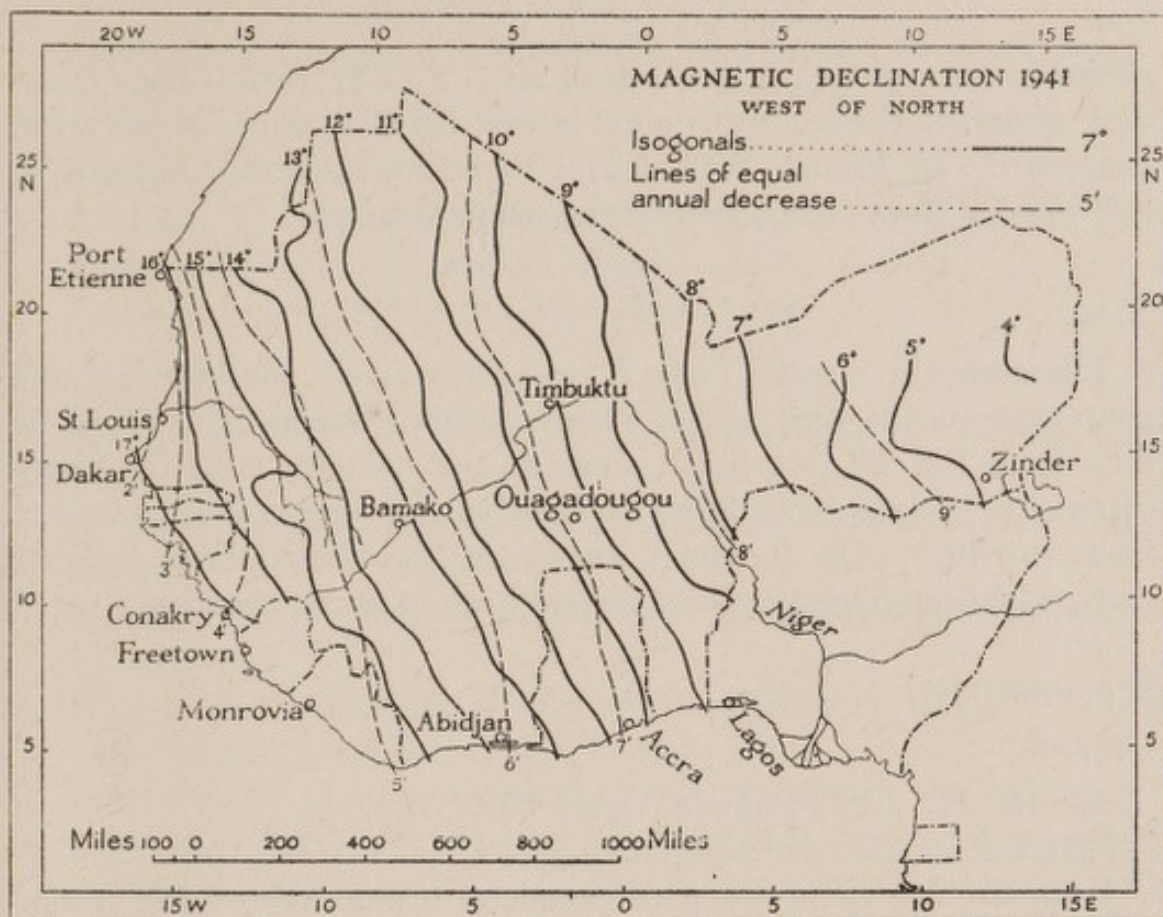 20 W 15 10 5 0 5 10 15 E
MAGNETIC DECLINATION 1941
WEST OF NORTH
Isogonals 7°
Lines of equal
annual decrease 5'
25 N
25 N
12° 11° 10°
13°
9°
Port
Etienne
16° 15° 14°
8°
7°
20
20
6° 5° 4°
Timbuktu
St Louis
17°
15
15
Zinder
Dakar
2'
Bamako
Ouagadougou
9'
3'
8'
10
10
Conakry
4'
Niger
Freetown
Monrovia
Abidjan
Accra
Lagos
5
5
5'
6'
7'
Miles 100 0 200 400 600 800 1000 Miles
15 W 10 5 0 5 10 15 E